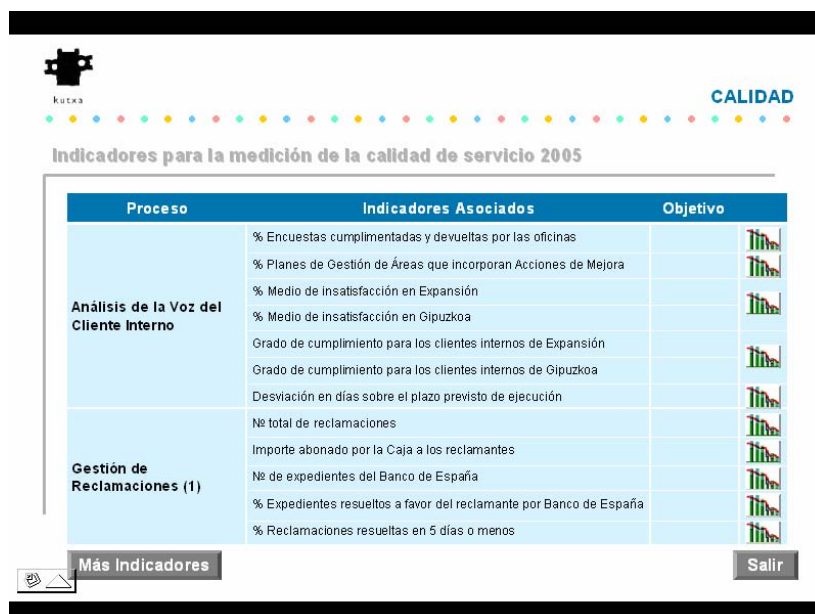 kutxa
CALIDAD
Indicadores para la medición de la calidad de servicio 2005
Proceso
Indicadores Asociados
Objetivo
Análisis de la Voz del
Cliente Interno
% Encuestas cumplimentadas y devueltas por las oficinas
% Planes de Gestión de Áreas que incorporan Acciones de Mejora
% Medio de insatisfacción en Expansión
% Medio de insatisfacción en Gipuzkoa
Grado de cumplimiento para los clientes internos de Expansión
Grado de cumplimiento para los clientes internos de Gipuzkoa
Desviación en días sobre el plazo previsto de ejecución
Gestión de
Reclamaciones (1)
Nº total de reclamaciones
Importe abonado por la Caja a los reclamantes
Nº de expedientes del Banco de España
% Expedientes resueltos a favor del reclamante por Banco de España
% Reclamaciones resueltas en 5 días o menos
Más Indicadores
Salir